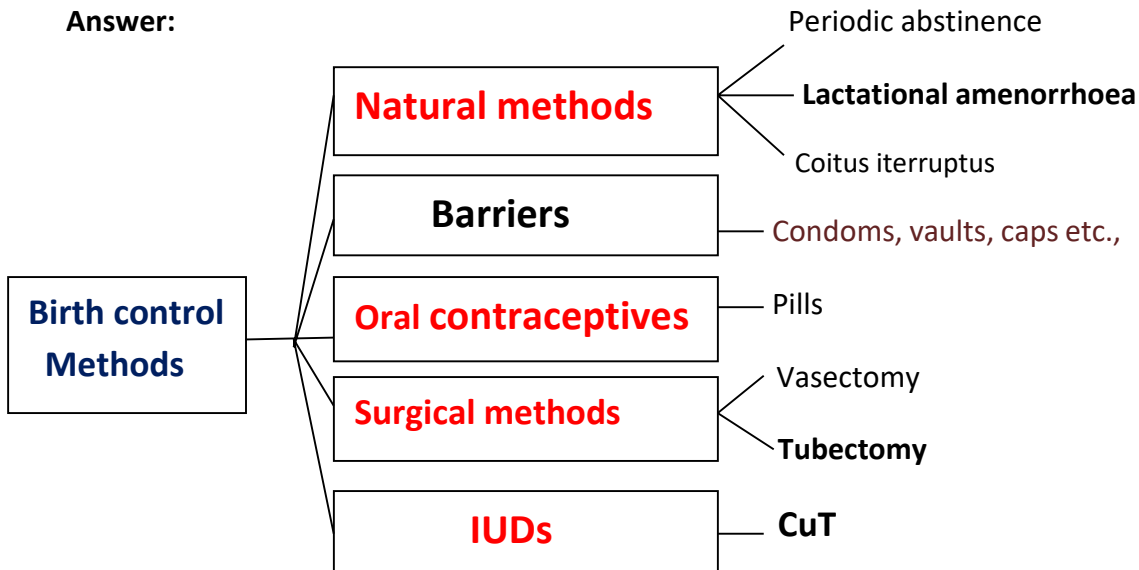 Answer:
Periodic abstinence
Natural methods
Lactational amenorrhoea
Coitus iterruptus
Barriers
Condoms, vaults, caps etc.,
Birth control
Methods
Oral contraceptives
Pills
Surgical methods
Vasectomy
Tubectomy
IUDs
CuT